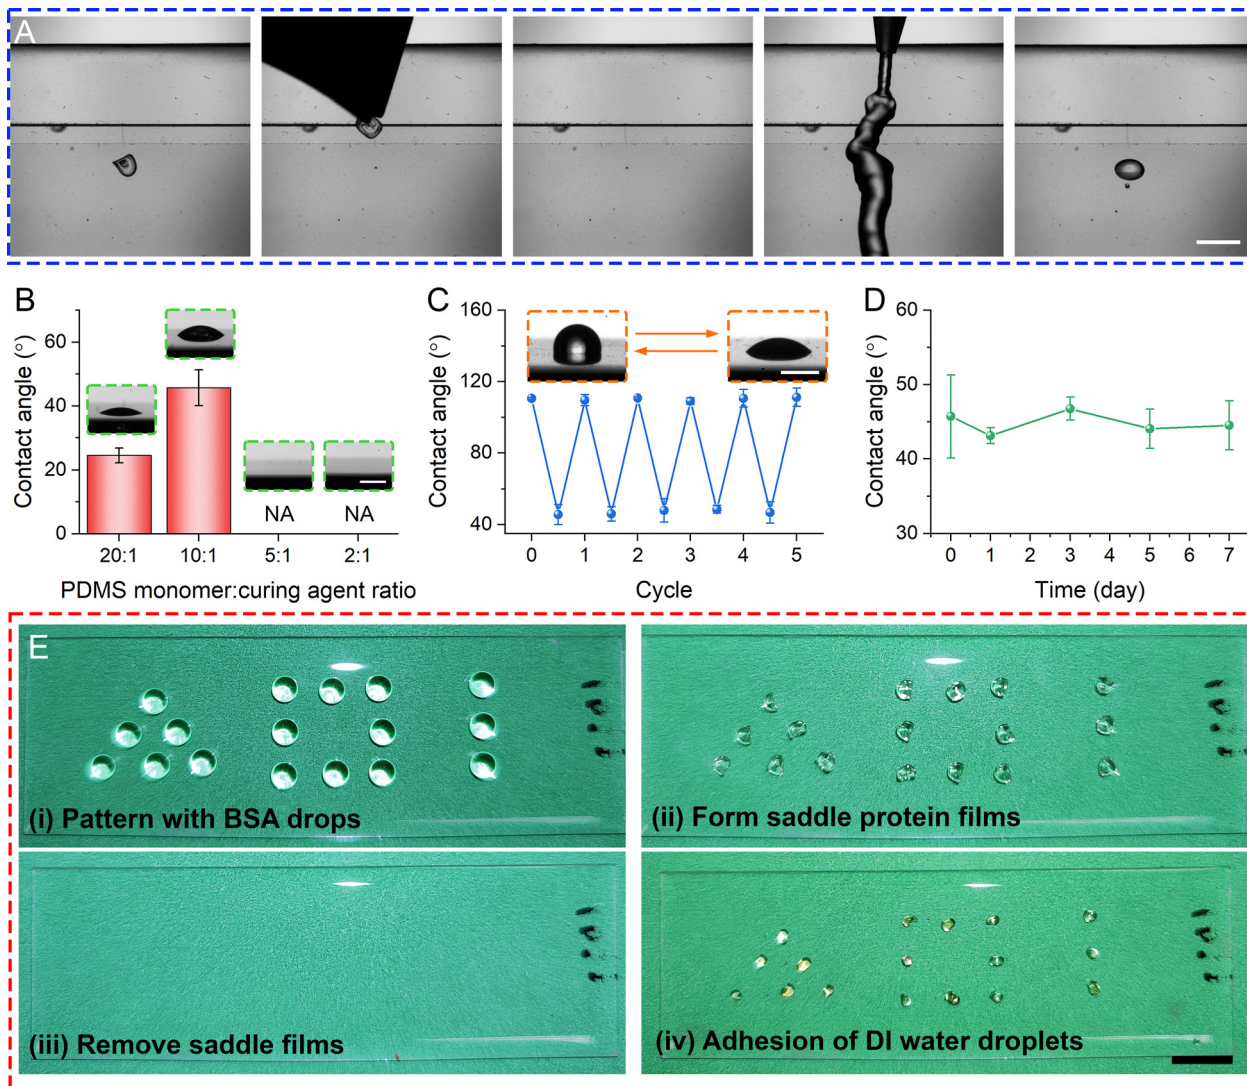 A
B
Contact angle (°)
60
40
20
0
NA
NA
20:1
10:1
5:1
2:1
PDMS monomer:curing agent ratio
C
Contact angle (°)
160
120
80
40
0
1
2
3
4
5
Cycle
D
Contact angle (°)
60
50
40
30
0
1
2
3
4
5
6
7
Time (day)
E
(i) Pattern with BSA drops
(ii) Form saddle protein films
(iii) Remove saddle films
(iv) Adhesion of DI water droplets